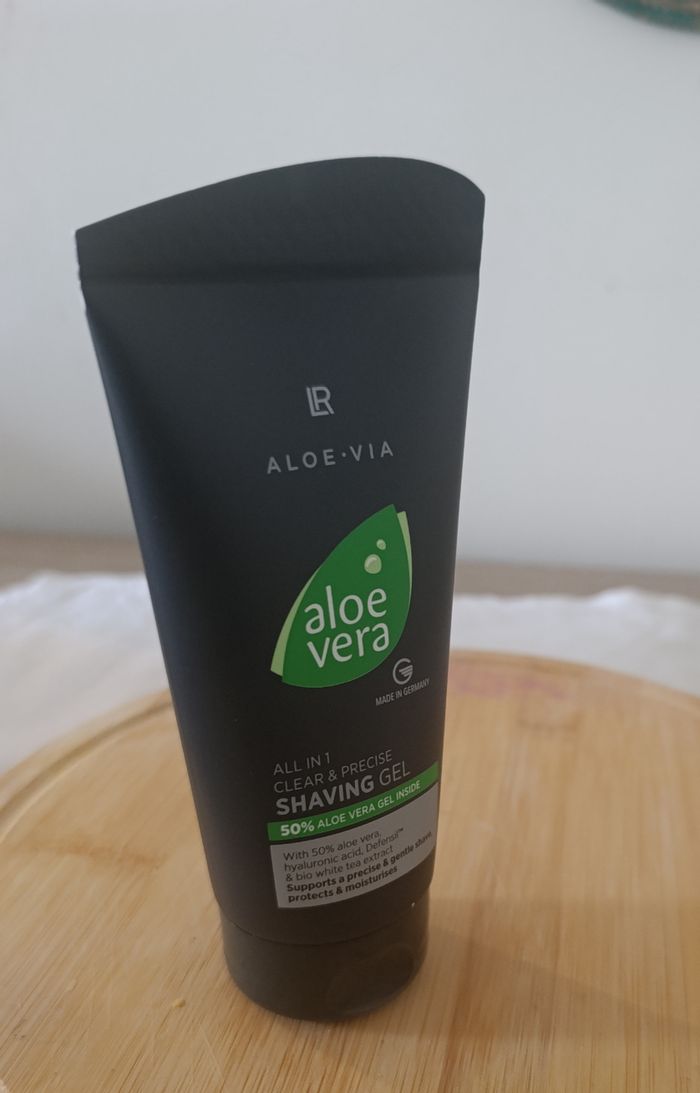 LR
ALOE·VIA
aloe
vera
MADE IN GERMANY
ALL IN 1
CLEAR & PRECISE
SHAVING GEL
50% ALOE VERA GEL INSIDE
With 50% aloe vera,
hyaluronic acid, Defensil™
& bio white tea extract
Supports a precise & gentle shave,
protects & moisturises